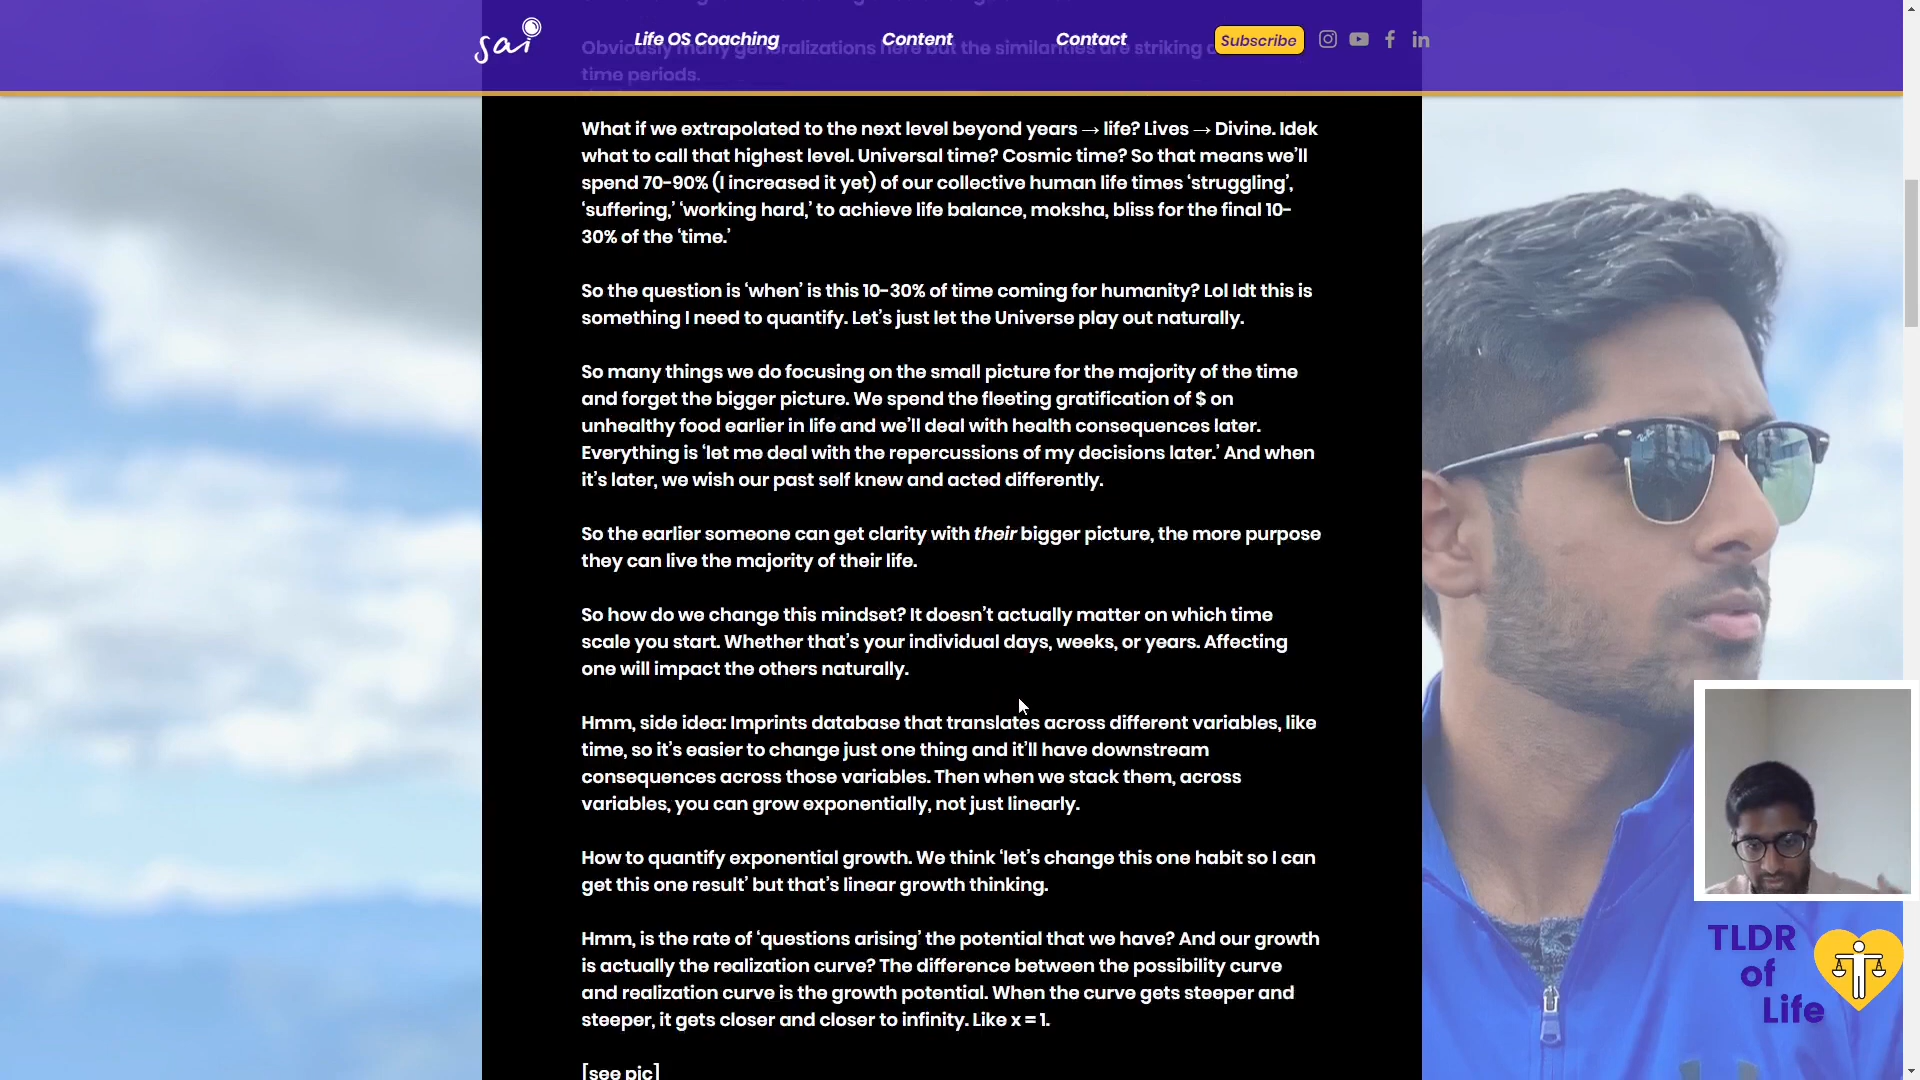 sai
Life OS Coaching
Content
Contact
Subscribe
Obviously many generalizations here but the similarities are striking
time periods.
What if we extrapolated to the next level beyond years → life? Lives → Divine. Idek
what to call that highest level. Universal time? Cosmic time? So that means we’ll
spend 70-90% (I increased it yet) of our collective human life times ‘struggling’,
‘suffering,’ ‘working hard,’ to achieve life balance, moksha, bliss for the final 10-
30% of the ‘time.’
So the question is ‘when’ is this 10-30% of time coming for humanity? Lol Idt this is
something I need to quantify. Let’s just let the Universe play out naturally.
So many things we do focusing on the small picture for the majority of the time
and forget the bigger picture. We spend the fleeting gratification of $ on
unhealthy food earlier in life and we’ll deal with health consequences later.
Everything is ‘let me deal with the repercussions of my decisions later.’ And when
it’s later, we wish our past self knew and acted differently.
So the earlier someone can get clarity with their bigger picture, the more purpose
they can live the majority of their life.
So how do we change this mindset? It doesn’t actually matter on which time
scale you start. Whether that’s your individual days, weeks, or years. Affecting
one will impact the others naturally.
Hmm, side idea: Imprints database that translates across different variables, like
time, so it’s easier to change just one thing and it’ll have downstream
consequences across those variables. Then when we stack them, across
variables, you can grow exponentially, not just linearly.
How to quantify exponential growth. We think ‘let’s change this one habit so I can
get this one result’ but that’s linear growth thinking.
Hmm, is the rate of ‘questions arising’ the potential that we have? And our growth
is actually the realization curve? The difference between the possibility curve
and realization curve is the growth potential. When the curve gets steeper and
steeper, it gets closer and closer to infinity. Like x = 1.
[see pic]
TLDR
of
Life